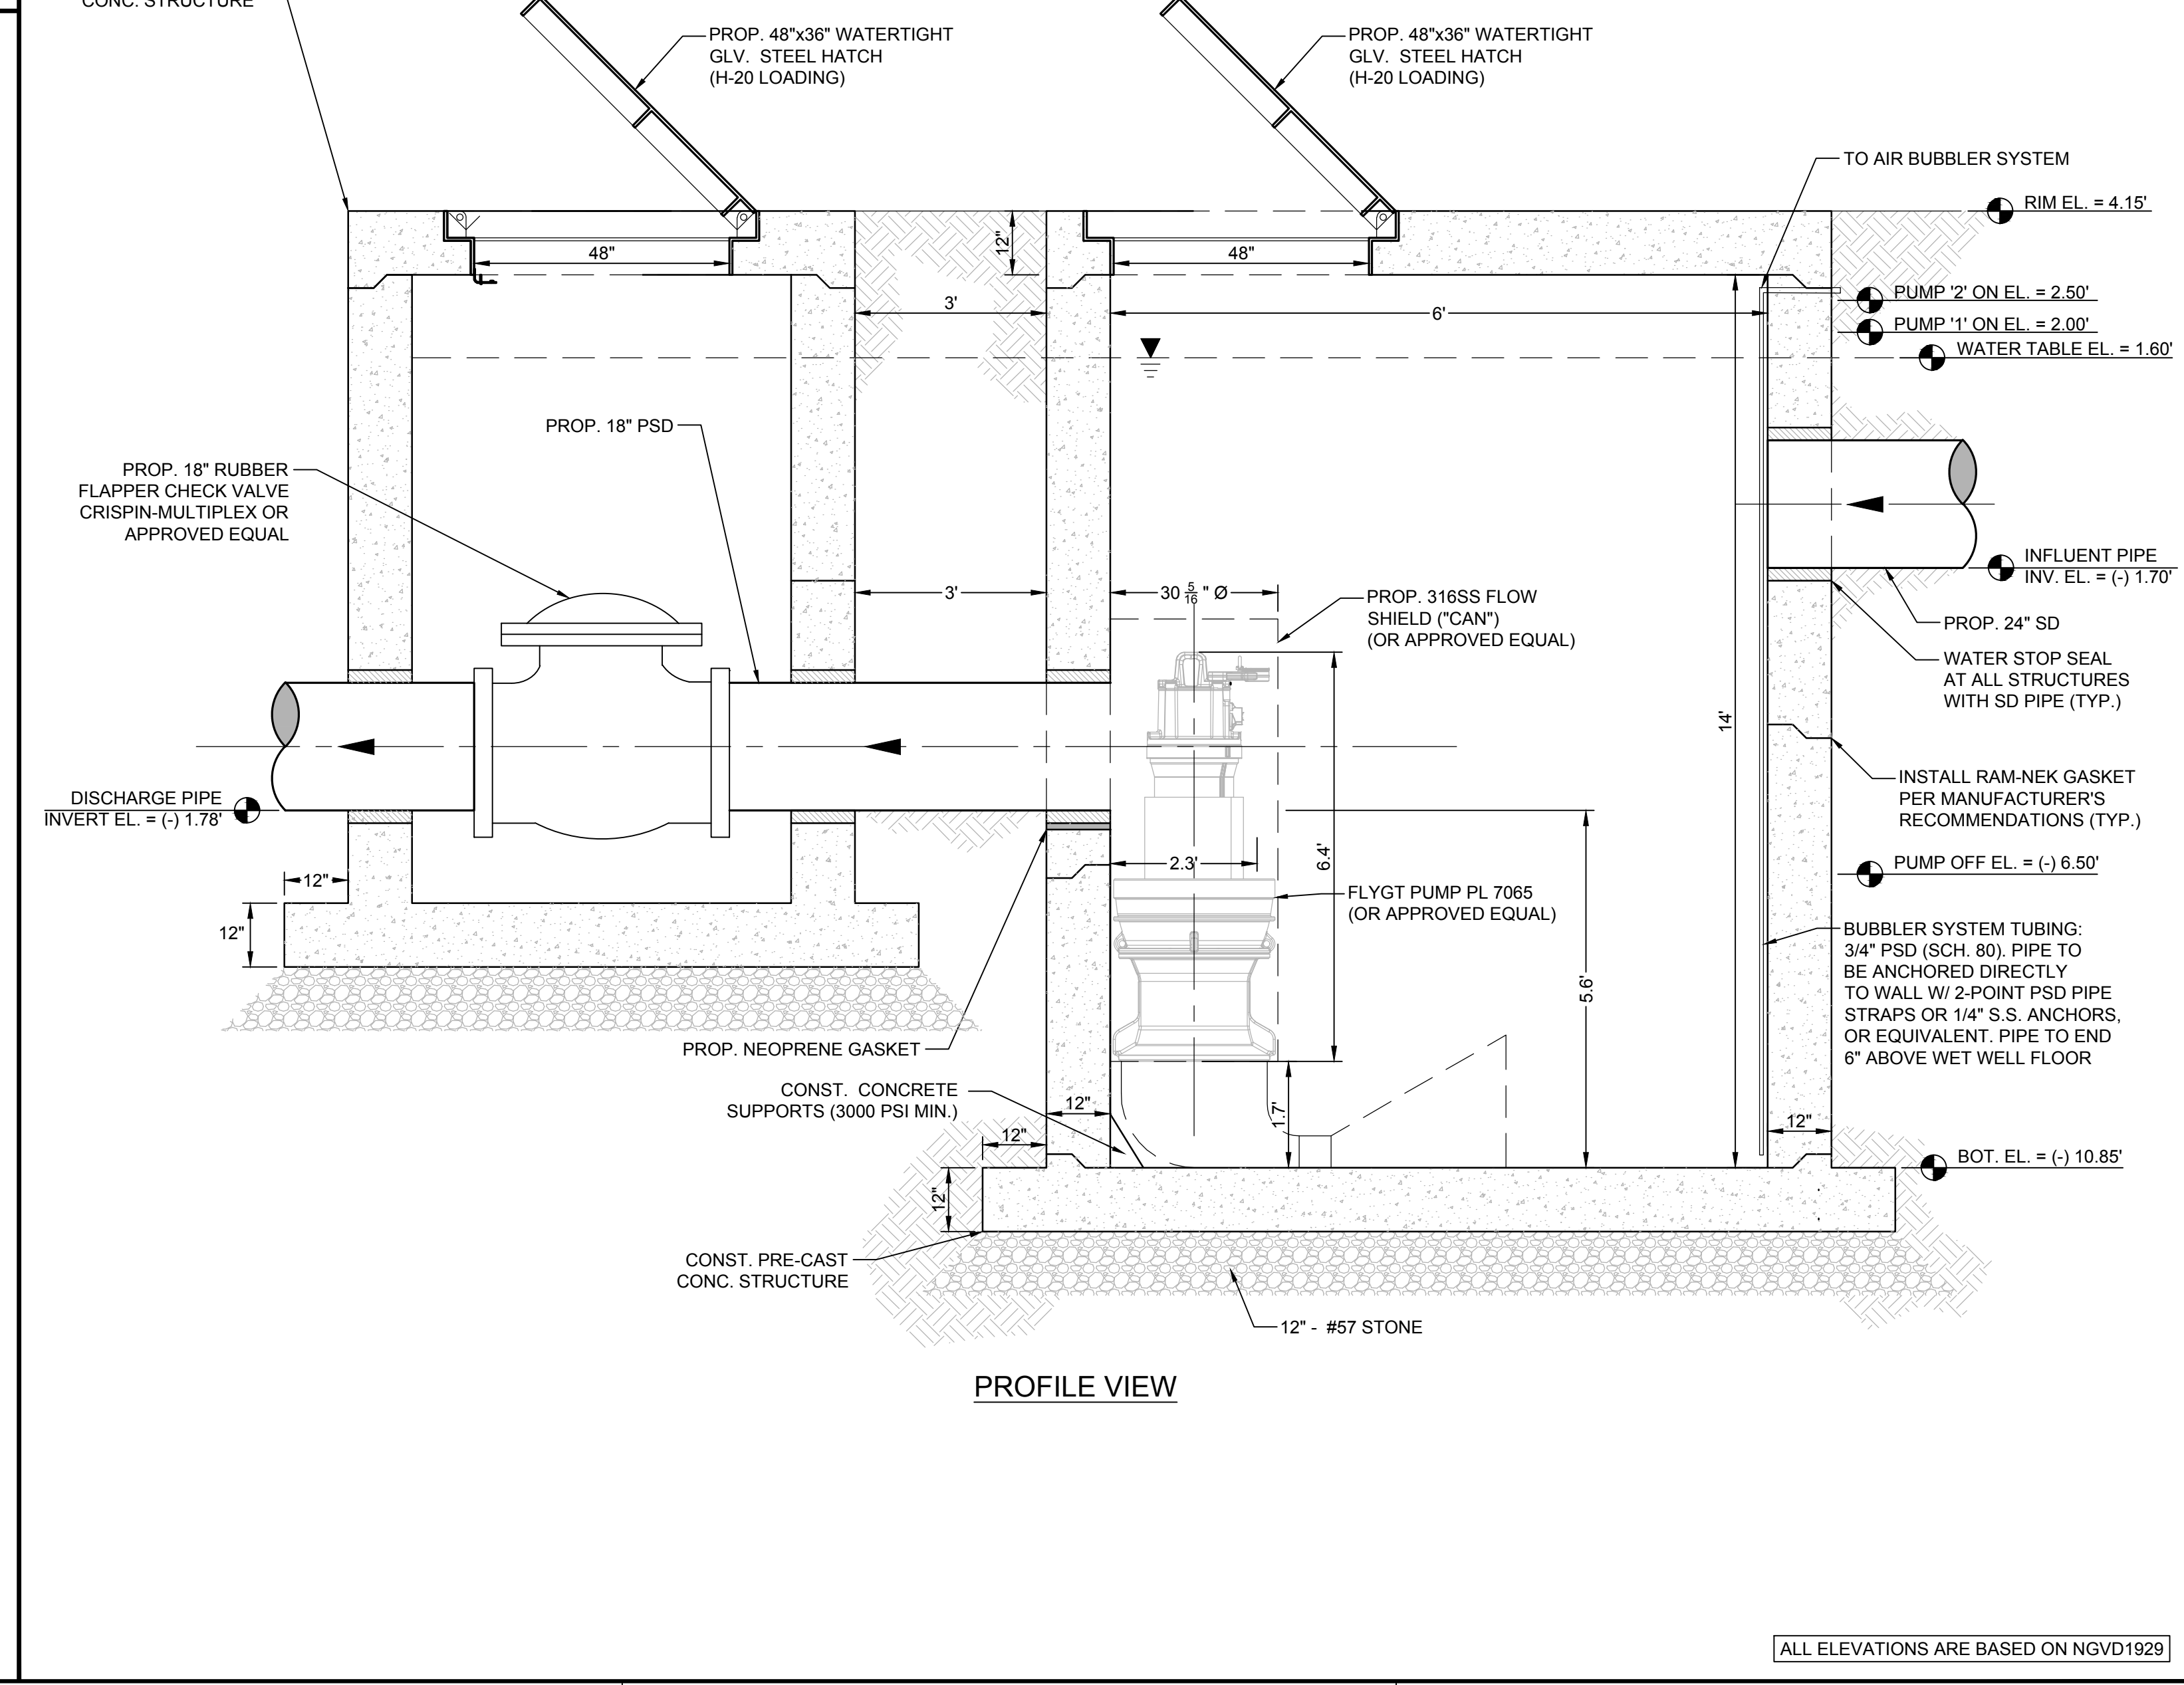 CONC. STRUCTURE
PROP. 48"x36" WATERTIGHT
GLV. STEEL HATCH
(H-20 LOADING)
PROP. 48"x36" WATERTIGHT
GLV. STEEL HATCH
(H-20 LOADING)
TO AIR BUBBLER SYSTEM
RIM EL. = 4.15'
48"
12"
48"
3'
6'
PUMP '2' ON EL. = 2.50'
PUMP '1' ON EL. = 2.00'
WATER TABLE EL. = 1.60'
PROP. 18" PSD
PROP. 18" RUBBER
FLAPPER CHECK VALVE
CRISPIN-MULTIPLEX OR
APPROVED EQUAL
INFLUENT PIPE
INV. EL. = (-) 1.70'
3'
30 5/16 " Ø
PROP. 316SS FLOW
SHIELD ("CAN")
(OR APPROVED EQUAL)
PROP. 24" SD
WATER STOP SEAL
AT ALL STRUCTURES
WITH SD PIPE (TYP.)
14'
DISCHARGE PIPE
INVERT EL. = (-) 1.78'
INSTALL RAM-NEK GASKET
PER MANUFACTURER'S
RECOMMENDATIONS (TYP.)
2.3'
6.4'
PUMP OFF EL. = (-) 6.50'
12"
12"
FLYGT PUMP PL 7065
(OR APPROVED EQUAL)
5.6'
BUBBLER SYSTEM TUBING:
3/4" PSD (SCH. 80). PIPE TO
BE ANCHORED DIRECTLY
TO WALL W/ 2-POINT PSD PIPE
STRAPS OR 1/4" S.S. ANCHORS,
OR EQUIVALENT. PIPE TO END
6" ABOVE WET WELL FLOOR
PROP. NEOPRENE GASKET
CONST. CONCRETE
SUPPORTS (3000 PSI MIN.)
12"
1.7'
12"
12"
12"
BOT. EL. = (-) 10.85'
CONST. PRE-CAST
CONC. STRUCTURE
12" - #57 STONE
PROFILE VIEW
ALL ELEVATIONS ARE BASED ON NGVD1929